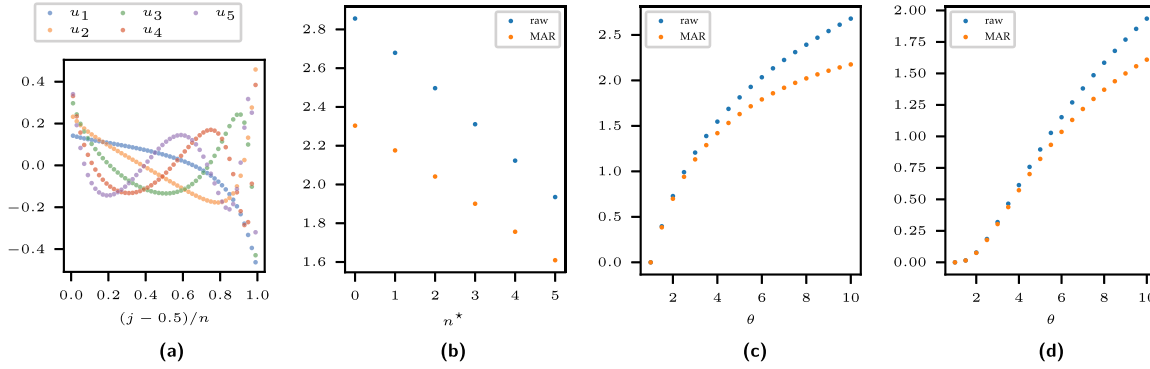 u1 u3 u5
u2 u4
0.4
0.2
0.0
−0.2
−0.4
0.0 0.2 0.4 0.6 0.8 1.0
(j − 0.5)/n
(a)
raw
MAR
2.8
2.6
2.4
2.2
2.0
1.8
1.6
0 1 2 3 4 5
n⋆
(b)
raw
MAR
2.5
2.0
1.5
1.0
0.5
0.0
2 4 6 8 10
θ
(c)
raw
MAR
2.00
1.75
1.50
1.25
1.00
0.75
0.50
0.25
0.00
2 4 6 8 10
θ
(d)